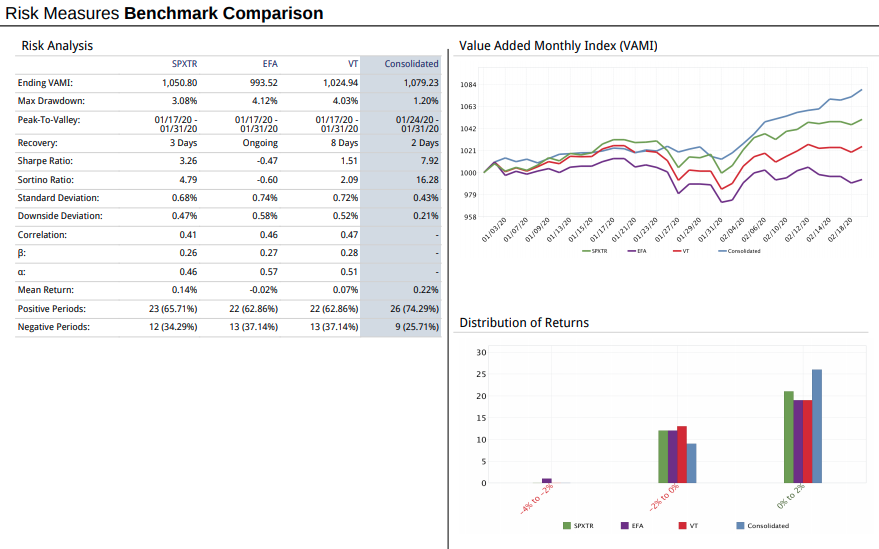 Risk Measures Benchmark Comparison
Risk Analysis
SPXTR EFA VT Consolidated
Ending VAMI: 1,050.80 993.52 1,024.94 1,079.23
Max Drawdown: 3.08% 4.12% 4.03% 1.20%
Peak-To-Valley: 01/17/20 - 01/17/20 - 01/17/20 - 01/24/20 -
01/31/20 01/31/20 01/31/20 01/31/20
Recovery: 3 Days Ongoing 8 Days 2 Days
Sharpe Ratio: 3.26 -0.47 1.51 7.92
Sortino Ratio: 4.79 -0.60 2.09 16.28
Standard Deviation: 0.68% 0.74% 0.72% 0.43%
Downside Deviation: 0.47% 0.58% 0.52% 0.21%
Correlation: 0.41 0.46 0.47 -
β: 0.26 0.27 0.28 -
α: 0.46 0.57 0.51 -
Mean Return: 0.14% -0.02% 0.07% 0.22%
Positive Periods: 23 (65.71%) 22 (62.86%) 22 (62.86%) 26 (74.29%)
Negative Periods: 12 (34.29%) 13 (37.14%) 13 (37.14%) 9 (25.71%)
Value Added Monthly Index (VAMI)
1084
1063
1042
1021
1000
979
958
01/03/20 01/07/20 01/09/20 01/13/20 01/15/20 01/17/20 01/21/20 01/23/20 01/27/20 01/29/20 01/31/20 02/04/20 02/06/20 02/10/20 02/12/20 02/14/20 02/18/20
SPXTR EFA VT Consolidated
Distribution of Returns
30
25
20
15
10
5
0
-4% to -2% -2% to 0% 0% to 2%
SPXTR EFA VT Consolidated